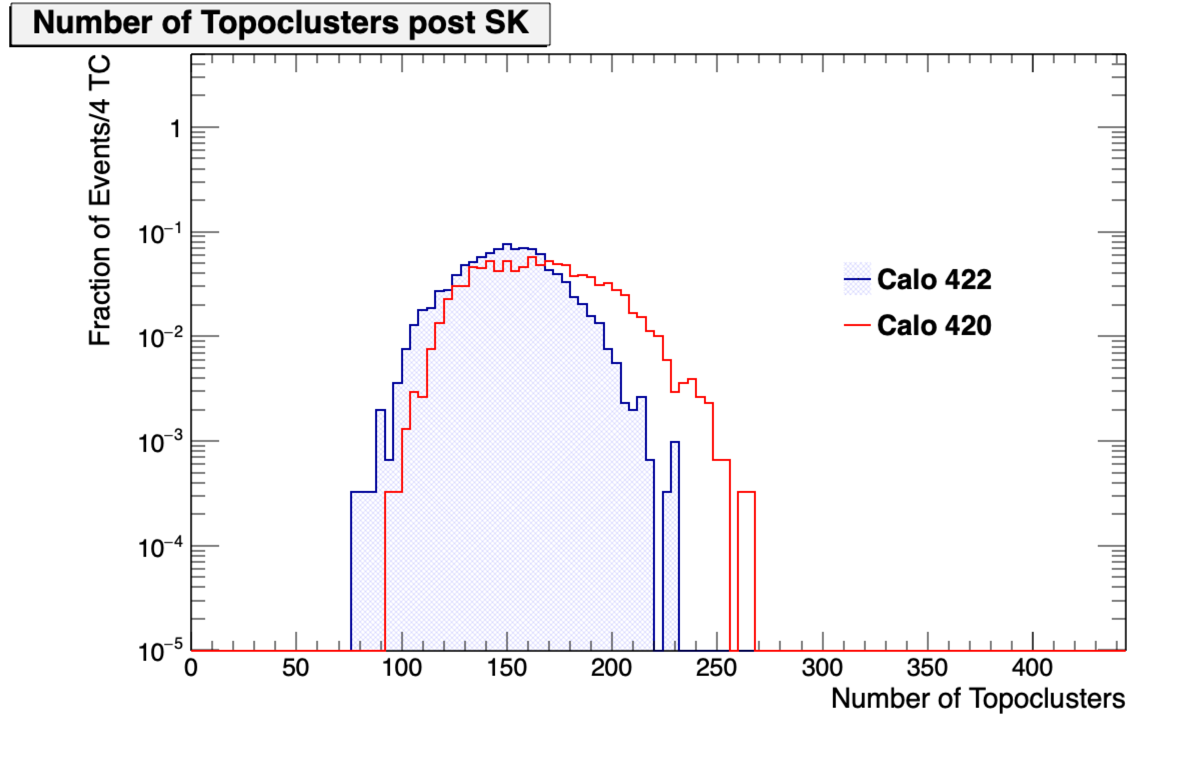 Number of Topoclusters post SK
Fraction of Events/4 TC
1
10⁻¹
10⁻²
10⁻³
10⁻⁴
10⁻⁵
Calo 422
Calo 420
0 50 100 150 200 250 300 350 400
Number of Topoclusters